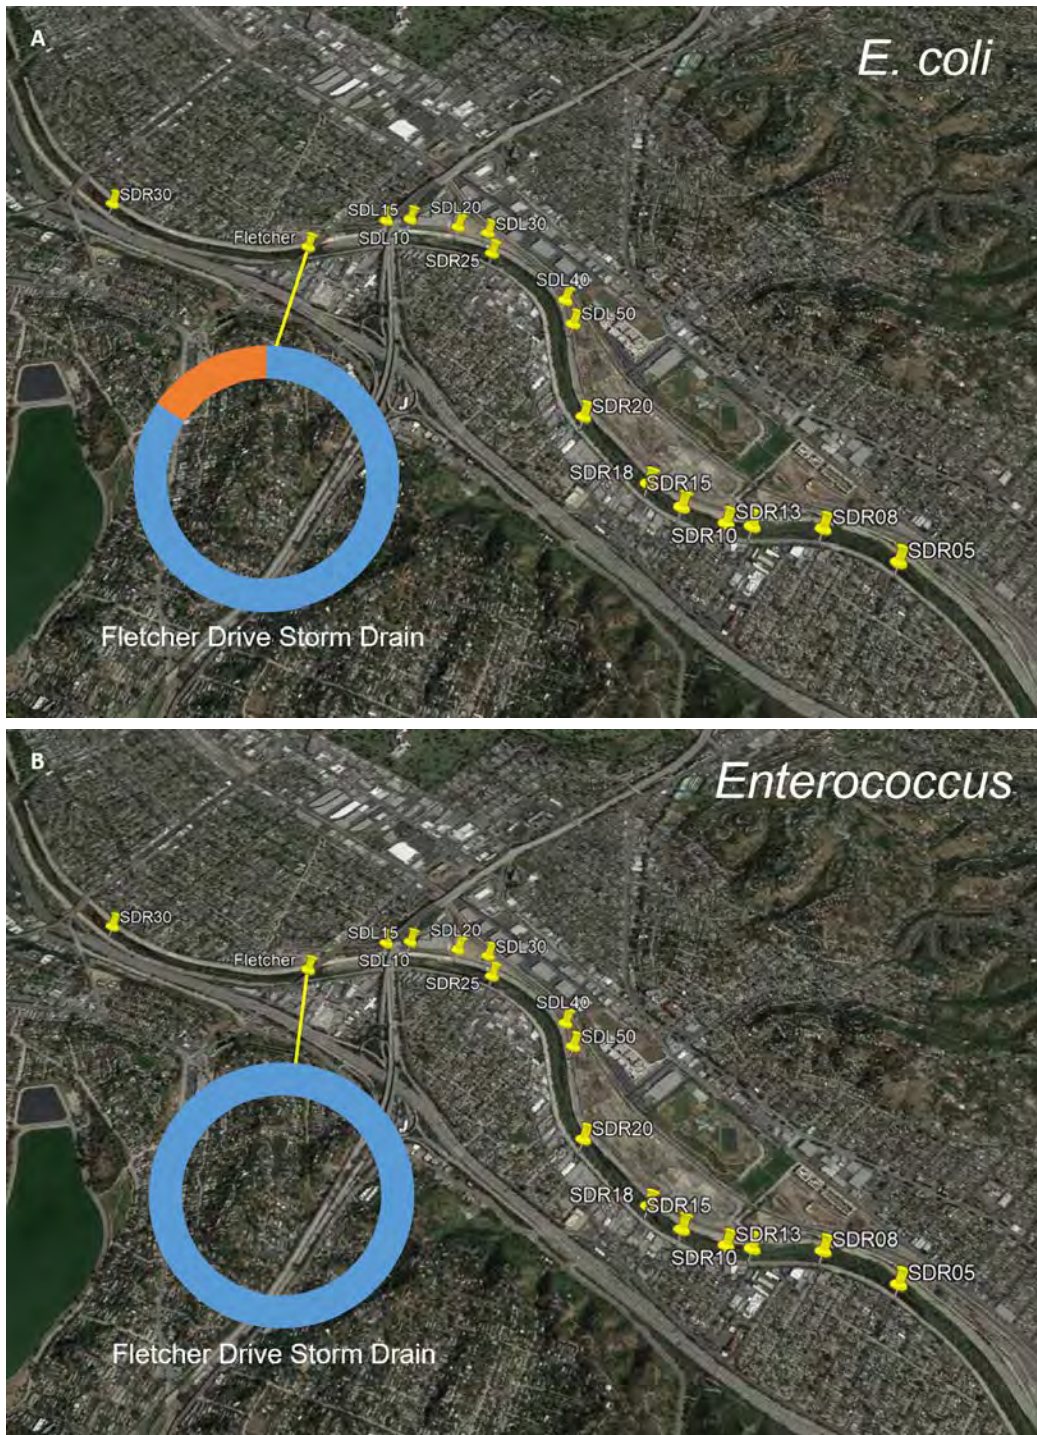 A
E. coli
SDR30
SDL15
SDL20
SDL30
Fletcher
SDL10
SDR25
SDL40
SDL50
SDR20
SDR18
SDR15
SDR13
SDR08
SDR10
SDR05
Fletcher Drive Storm Drain
B
Enterococcus
SDR30
SDL15
SDL20
SDL30
Fletcher
SDL10
SDR25
SDL40
SDL50
SDR20
SDR18
SDR15
SDR13
SDR08
SDR10
SDR05
Fletcher Drive Storm Drain